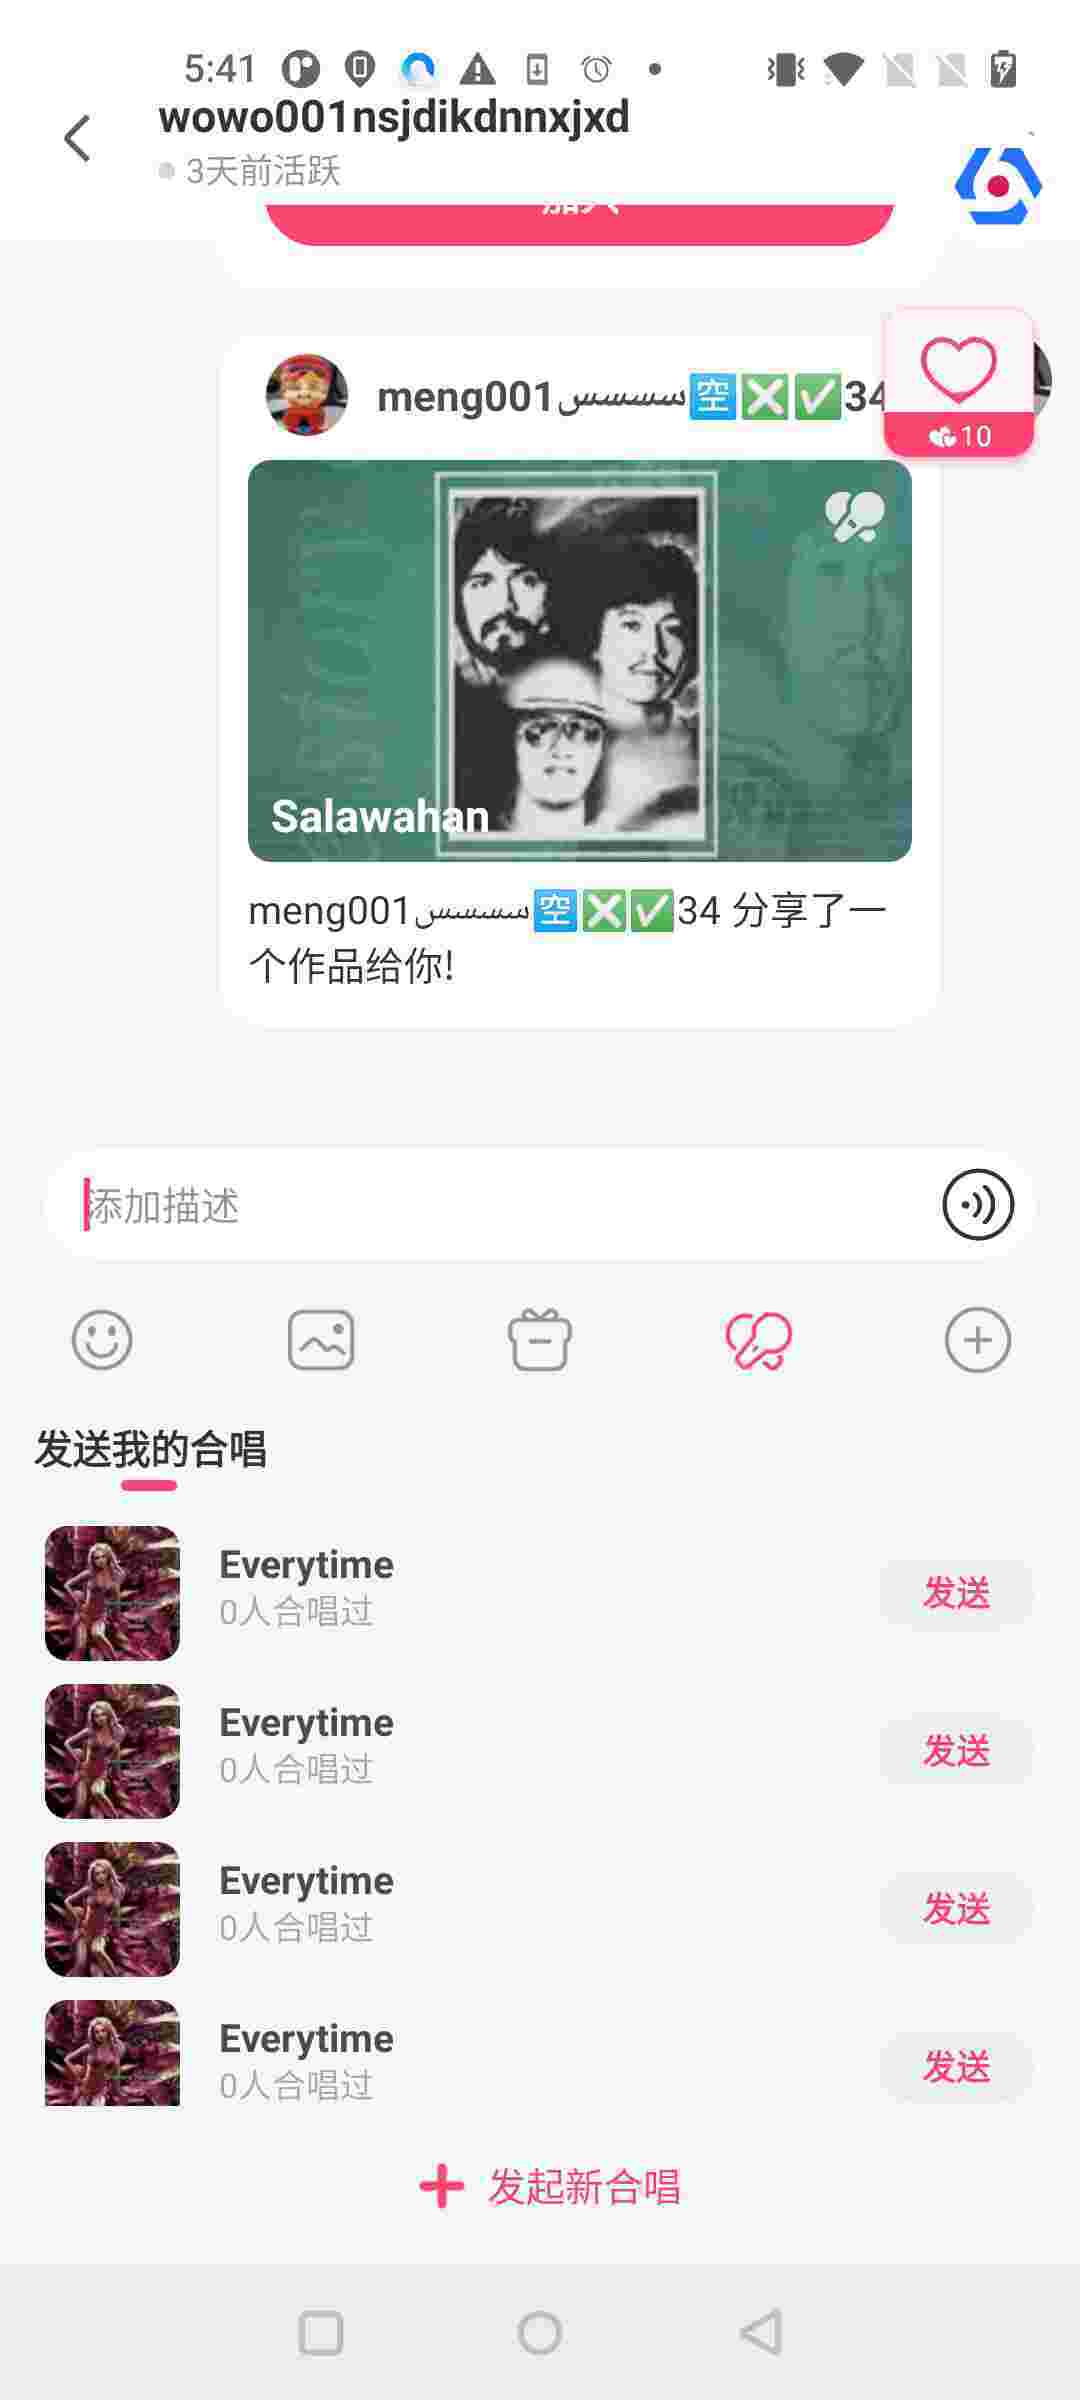 5:41
wowo001nsjdikdnnxjxd
3天前活跃
meng001سسسسس🈳❎✅34
10
Salawahan
meng001سسسسس🈳❎✅34 分享了一
个作品给你!
添加描述
发送我的合唱
Everytime
0人合唱过
发送
Everytime
0人合唱过
发送
Everytime
0人合唱过
发送
Everytime
0人合唱过
发送
发起新合唱